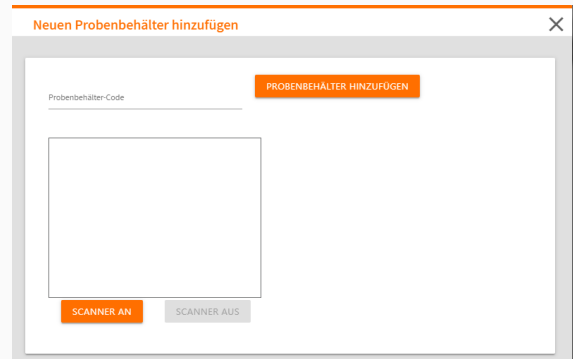 Neuen Probenbehälter hinzufügen
PROBENBEHÄLTER HINZUFÜGEN
Probenbehälter-Code
SCANNER AN
SCANNER AUS